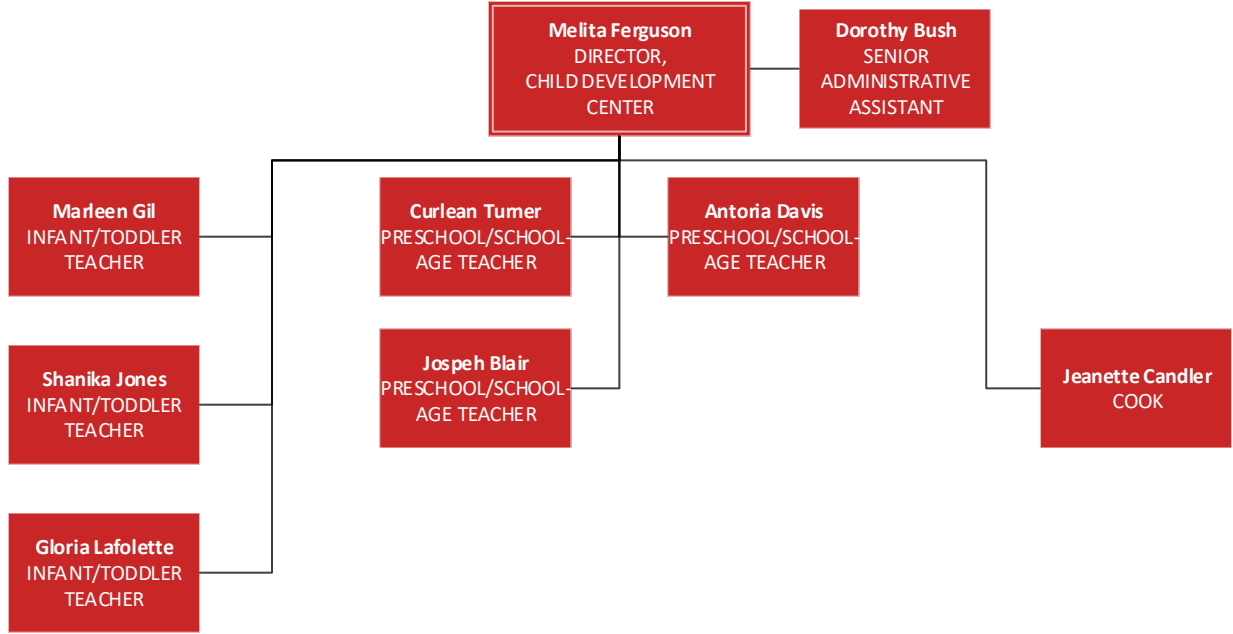 Melita Ferguson
DIRECTOR,
CHILD DEVELOPMENT
CENTER
Dorothy Bush
SENIOR
ADMINISTRATIVE
ASSISTANT
Marleen Gil
INFANT/TODDLER
TEACHER
Curlean Turner
PRESCHOOL/SCHOOL-
AGE TEACHER
Antoria Davis
PRESCHOOL/SCHOOL-
AGE TEACHER
Shanika Jones
INFANT/TODDLER
TEACHER
Jospeh Blair
PRESCHOOL/SCHOOL-
AGE TEACHER
Jeanette Candler
COOK
Gloria Lafolette
INFANT/TODDLER
TEACHER